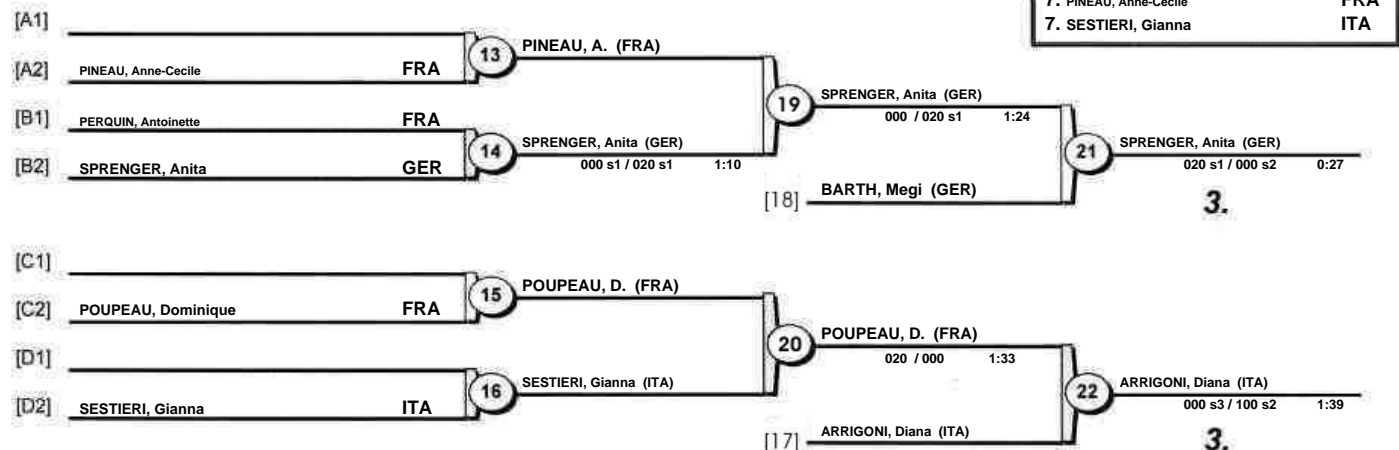 7. PINEAU, Anne-Cecile FRA
7. SESTIERI, Gianna ITA
[A1]
[A2] PINEAU, Anne-Cecile FRA
13 PINEAU, A. (FRA)
[B1] PERQUIN, Antoinette FRA
[B2] SPRENGER, Anita GER
14 SPRENGER, Anita (GER)
000 s1 / 020 s1 1:10
19 SPRENGER, Anita (GER)
000 / 020 s1 1:24
[18] BARTH, Megi (GER)
21 SPRENGER, Anita (GER)
020 s1 / 000 s2 0:27
3.
[C1]
[C2] POUPEAU, Dominique FRA
15 POUPEAU, D. (FRA)
[D1]
[D2] SESTIERI, Gianna ITA
16 SESTIERI, Gianna (ITA)
20 POUPEAU, D. (FRA)
020 / 000 1:33
[17] ARRIGONI, Diana (ITA)
22 ARRIGONI, Diana (ITA)
000 s3 / 100 s2 1:39
3.